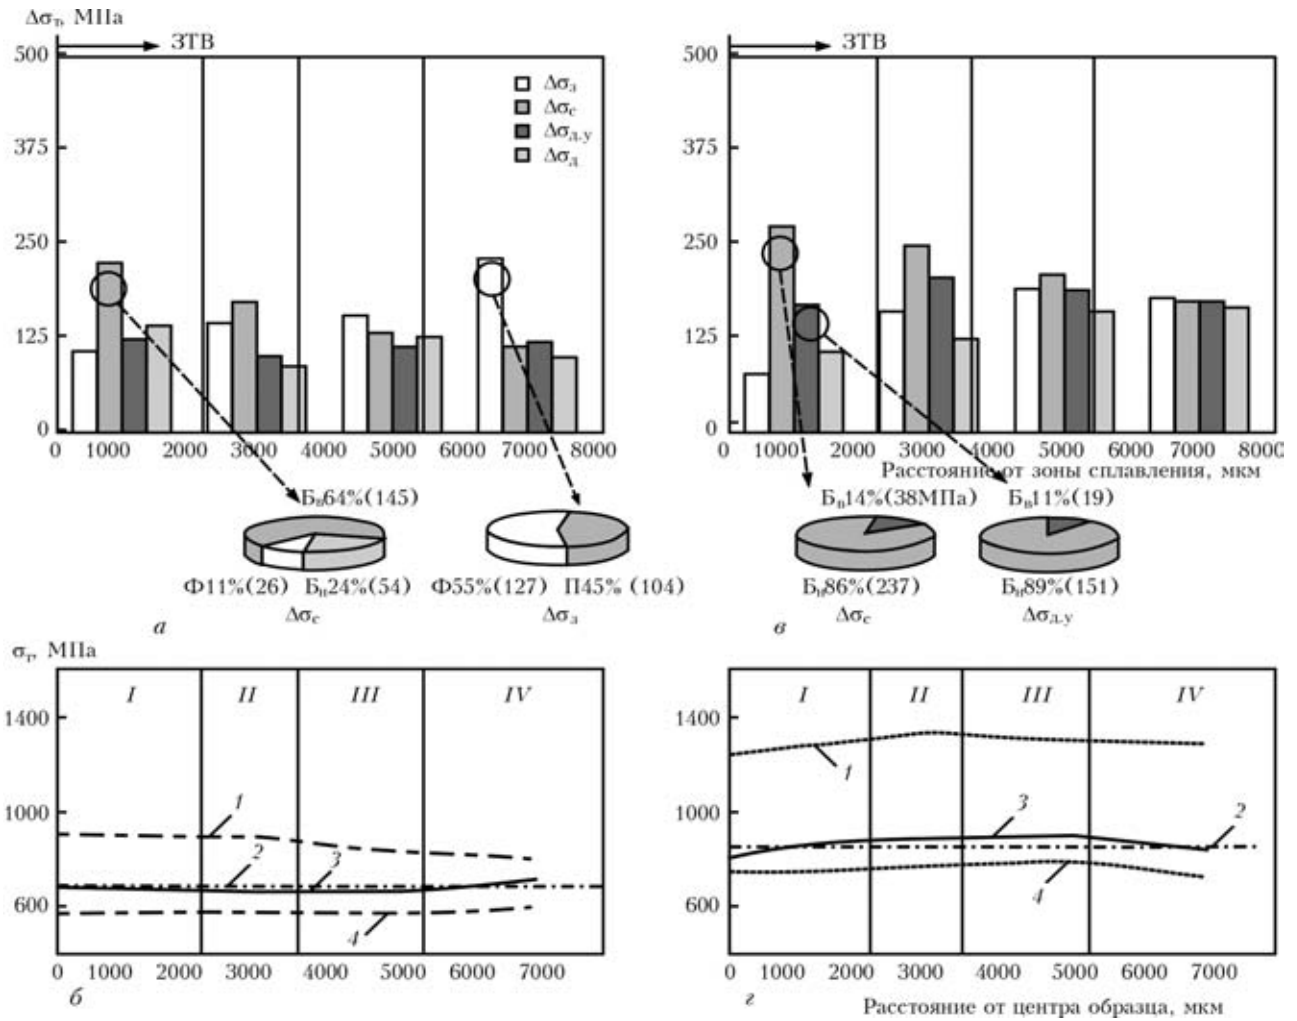 Δσт, МПа
ЗТВ
500
375
250
125
0
Δσз
Δσс
Δσд.у
Δσд
0 1000 2000 3000 4000 5000 6000 7000 8000
Бв64%(145)
Ф11%(26) Бн24%(54)
Δσс
Ф55%(127) П45% (104)
Δσз
а
ЗТВ
500
375
250
125
0
0 1000 2000 3000 4000 5000 6000 7000 8000
Расстояние от зоны сплавления, мкм
Бв14%(38МПа) Бв11%(19)
Бн86%(237) Бн89%(151)
Δσс Δσд.у
в
σт, МПа
1400
1000
600
I II III IV
1
2
3
4
0 1000 2000 3000 4000 5000 6000 7000
б
1400
1000
600
I II III IV
1
3
2
4
0 1000 2000 3000 4000 5000 6000 7000
г
Расстояние от центра образца, мкм